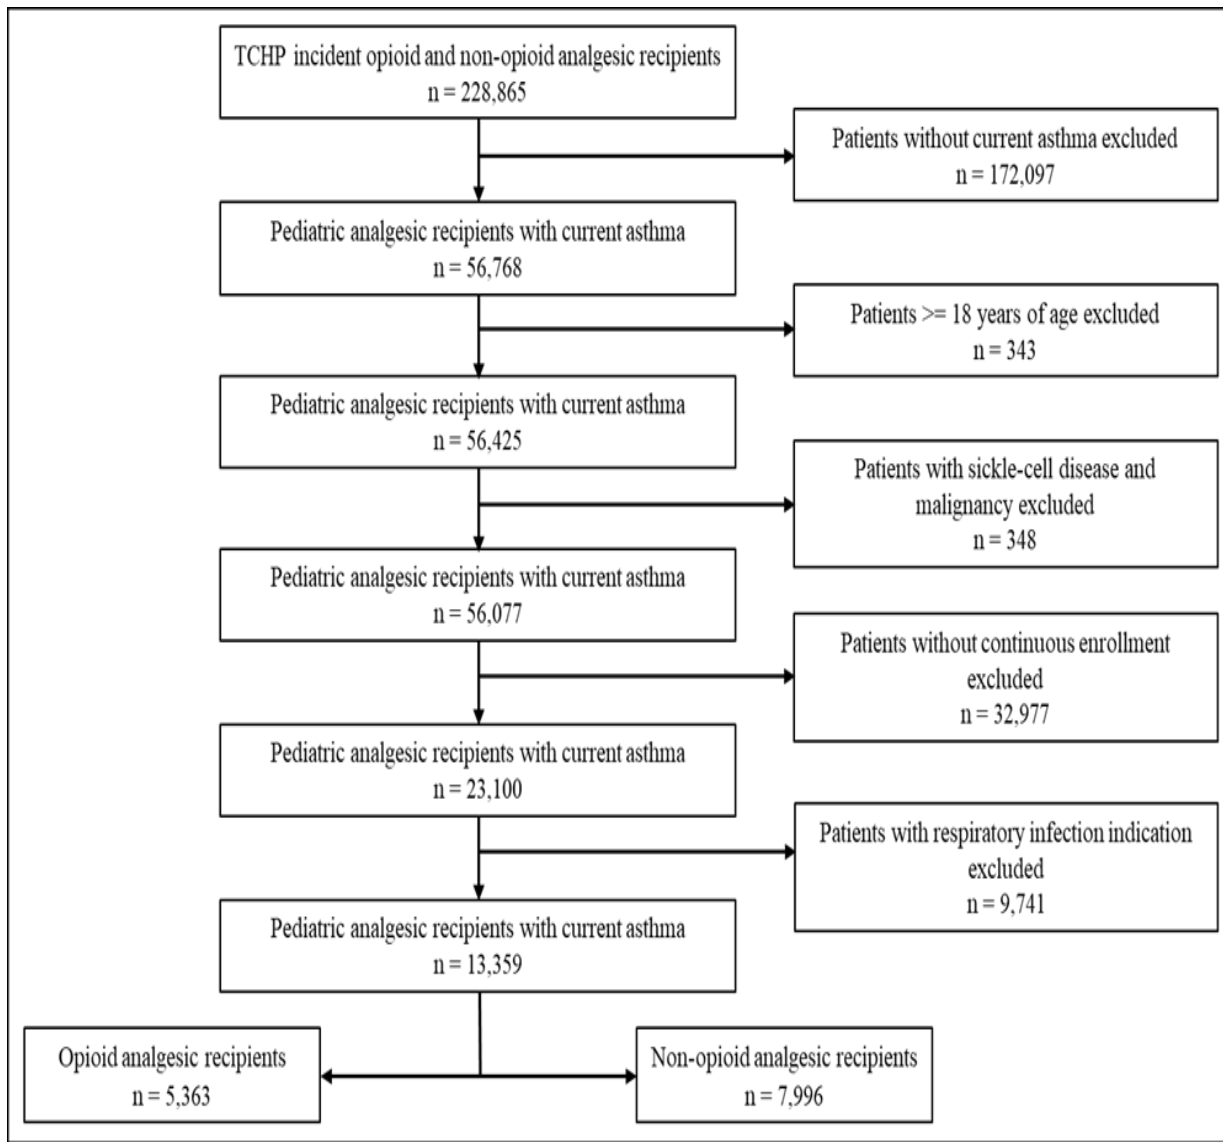 TCHP incident opioid and non-opioid analgesic recipients
n = 228,865
Patients without current asthma excluded
n = 172,097
Pediatric analgesic recipients with current asthma
n = 56,768
Patients >= 18 years of age excluded
n = 343
Pediatric analgesic recipients with current asthma
n = 56,425
Patients with sickle-cell disease and
malignancy excluded
n = 348
Pediatric analgesic recipients with current asthma
n = 56,077
Patients without continuous enrollment
excluded
n = 32,977
Pediatric analgesic recipients with current asthma
n = 23,100
Patients with respiratory infection indication
excluded
n = 9,741
Pediatric analgesic recipients with current asthma
n = 13,359
Opioid analgesic recipients
n = 5,363
Non-opioid analgesic recipients
n = 7,996